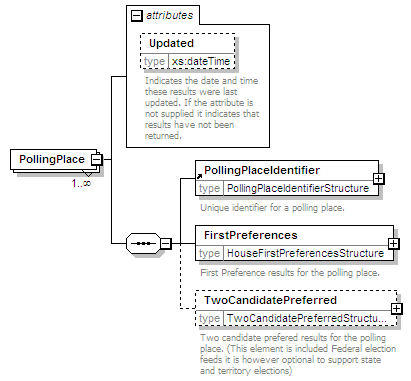 attributes
Updated
type xs:dateTime
Indicates the date and time
these results were last
updated. If the attribute is
not supplied it indicates that
results have not been
returned.
PollingPlace
1..∞
PollingPlaceIdentifier
type PollingPlaceIdentifierStructure
Unique identifier for a polling place.
FirstPreferences
type HouseFirstPreferencesStructure
First Preference results for the polling place.
TwoCandidatePreferred
type TwoCandidatePreferredStructu...
Two candidate prefered results for the polling
place. (This element is included Federal election
feeds it is however optional to support state
and territory elections)